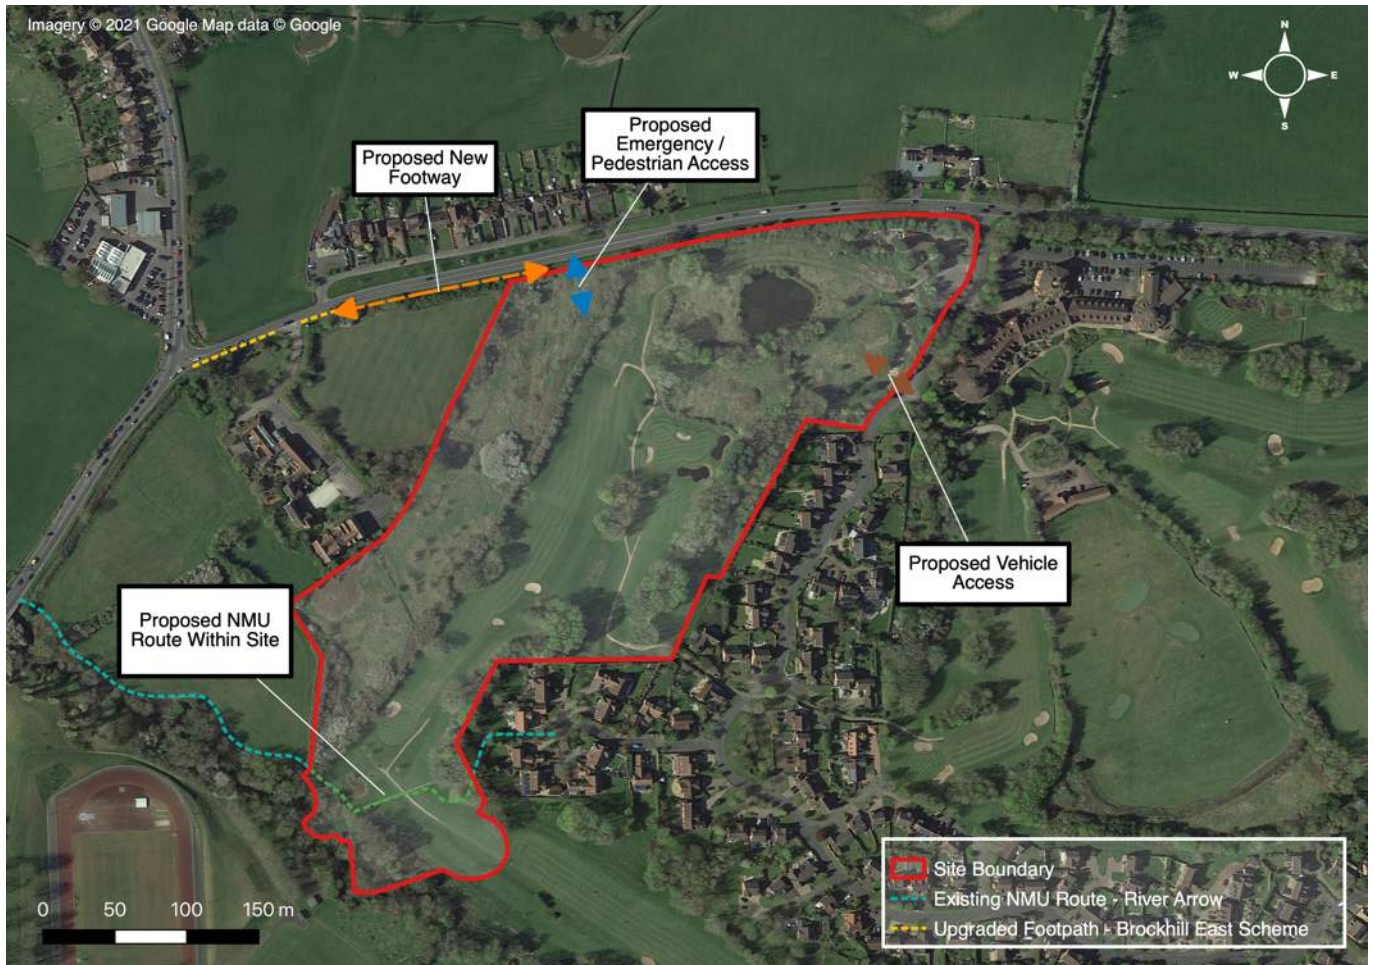 Imagery © 2021 Google Map data © Google
N
W
E
S
Proposed
Emergency /
Pedestrian Access
Proposed New
Footway
Proposed Vehicle
Access
Proposed NMU
Route Within Site
Site Boundary
Existing NMU Route - River Arrow
Upgraded Footpath - Brockhill East Scheme
0 50 100 150 m